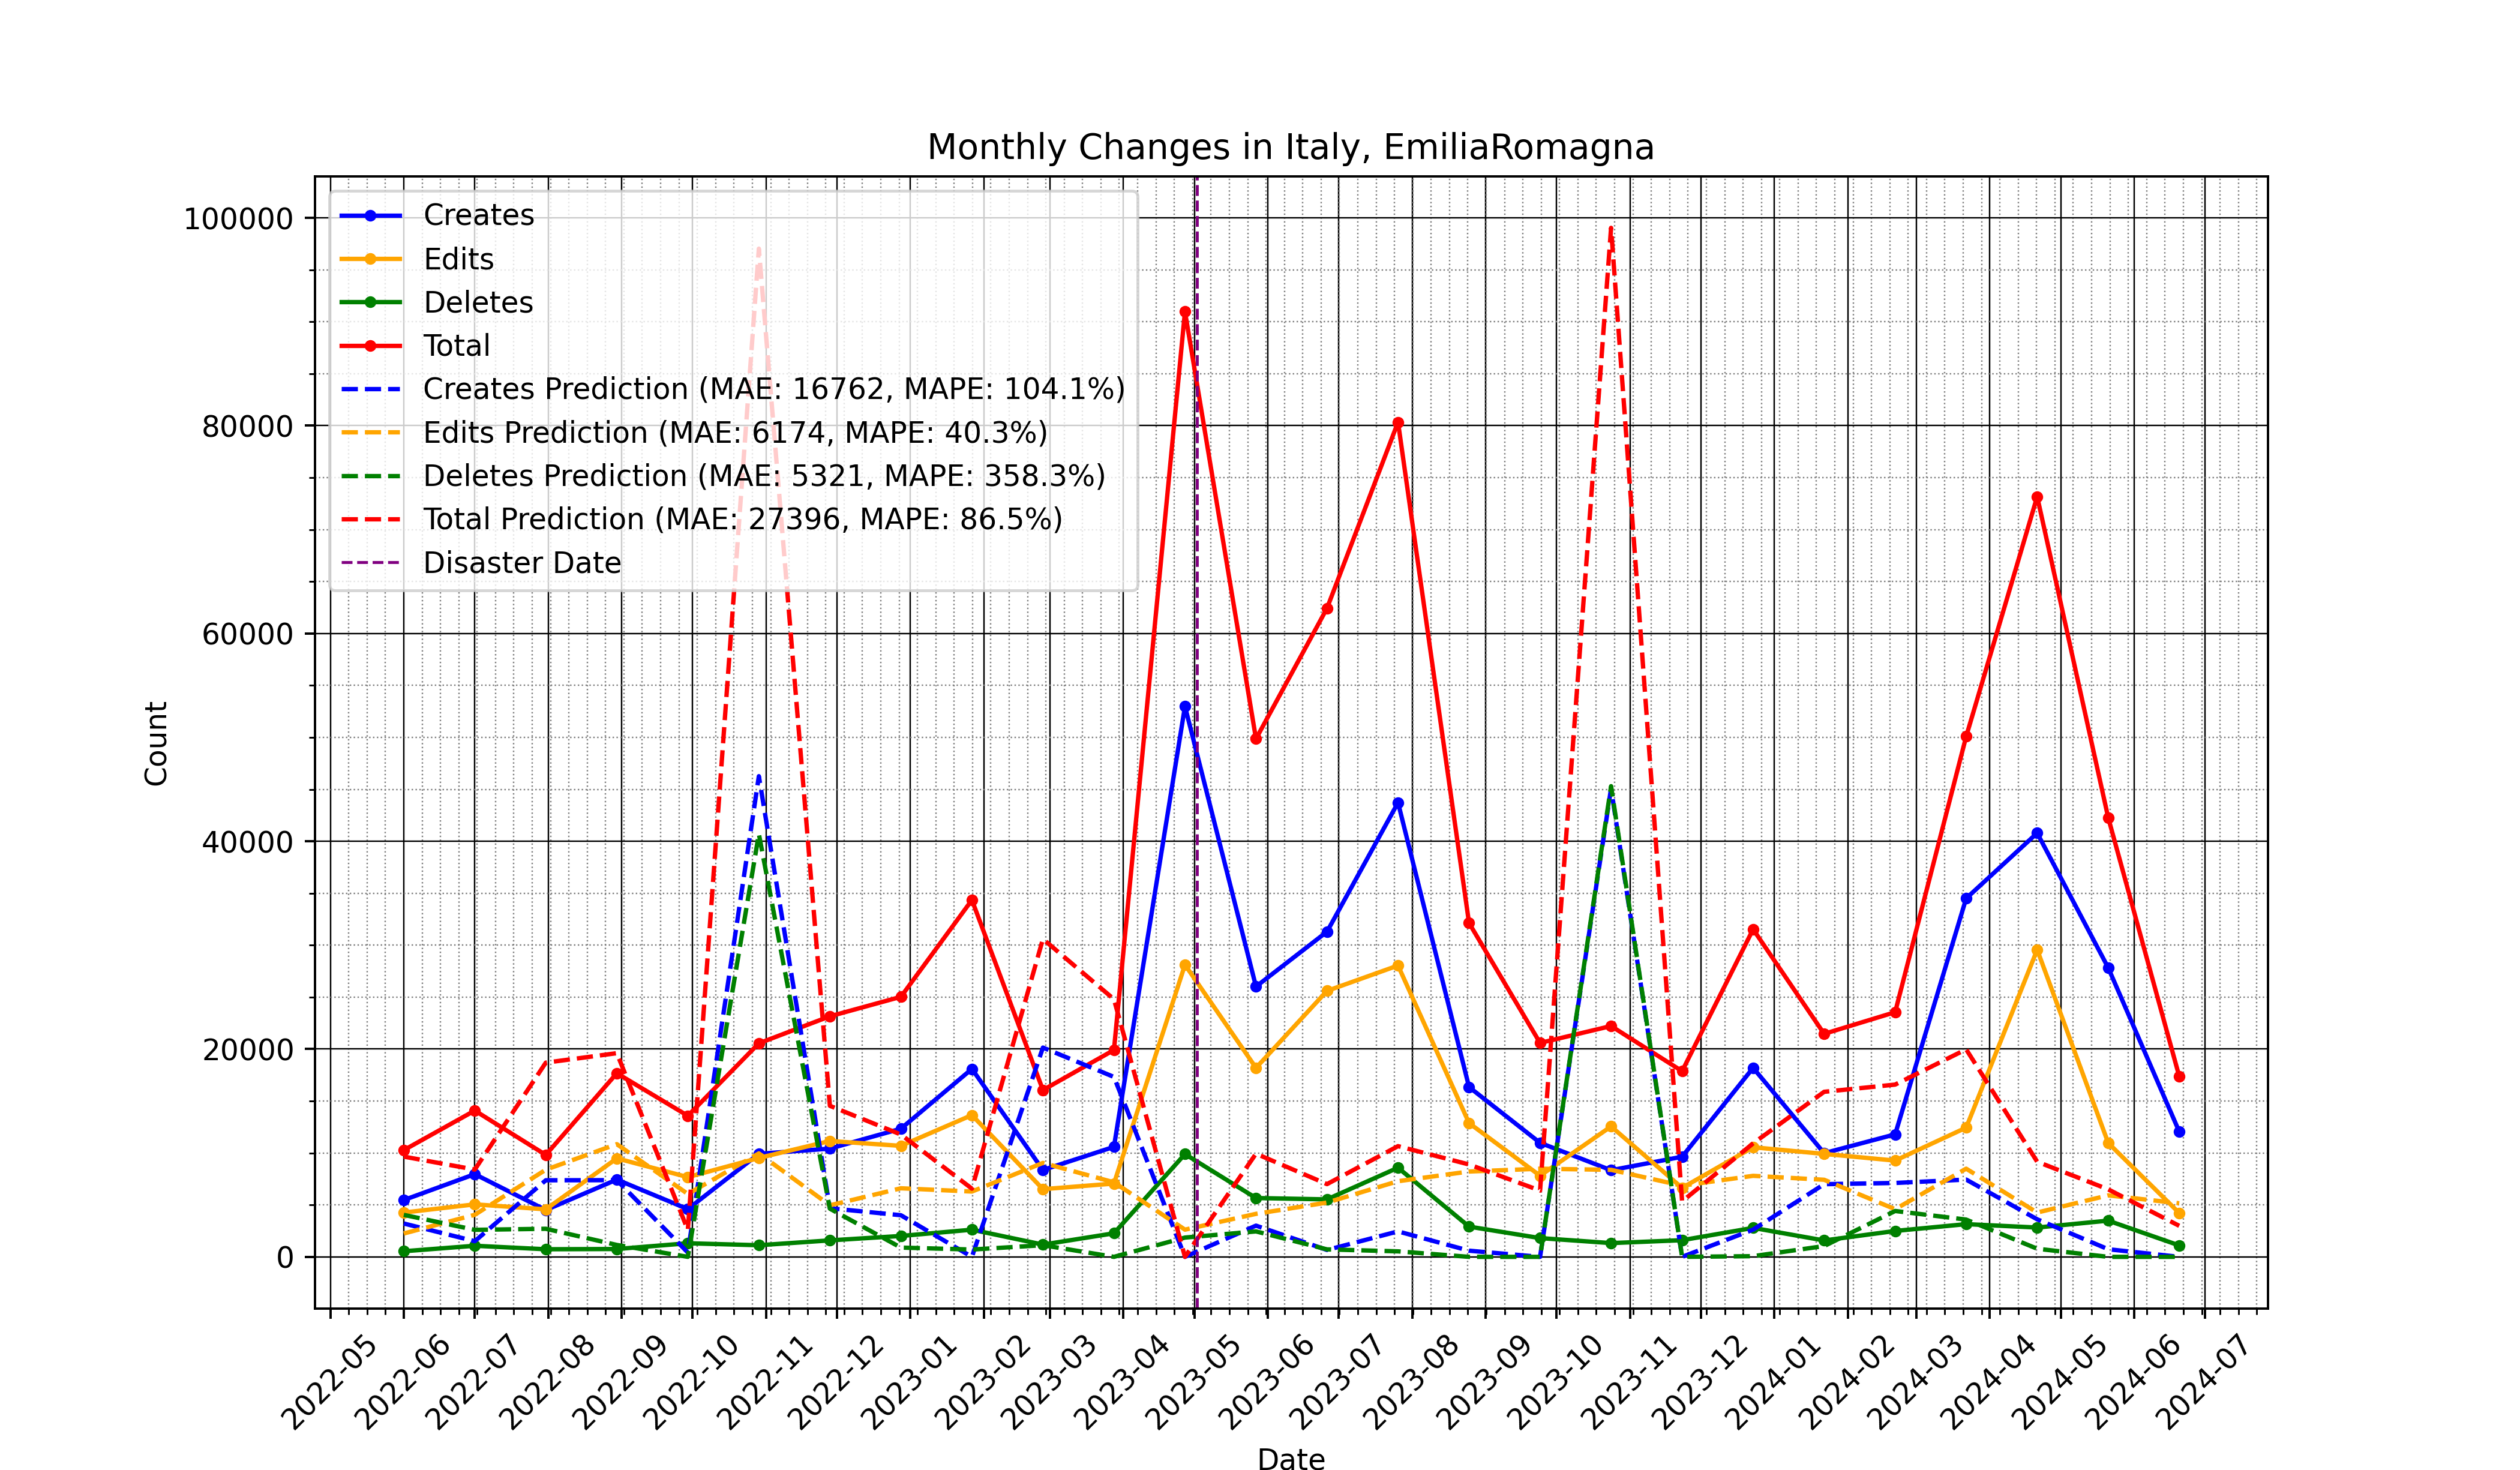 Monthly Changes in Italy, EmiliaRomagna
Creates
Edits
Deletes
Total
Creates Prediction (MAE: 16762, MAPE: 104.1%)
Edits Prediction (MAE: 6174, MAPE: 40.3%)
Deletes Prediction (MAE: 5321, MAPE: 358.3%)
Total Prediction (MAE: 27396, MAPE: 86.5%)
Disaster Date
100000
80000
60000
40000
20000
0
Count
2022-05
2022-06
2022-07
2022-08
2022-09
2022-10
2022-11
2022-12
2023-01
2023-02
2023-03
2023-04
2023-05
2023-06
2023-07
2023-08
2023-09
2023-10
2023-11
2023-12
2024-01
2024-02
2024-03
2024-04
2024-05
2024-06
2024-07
Date